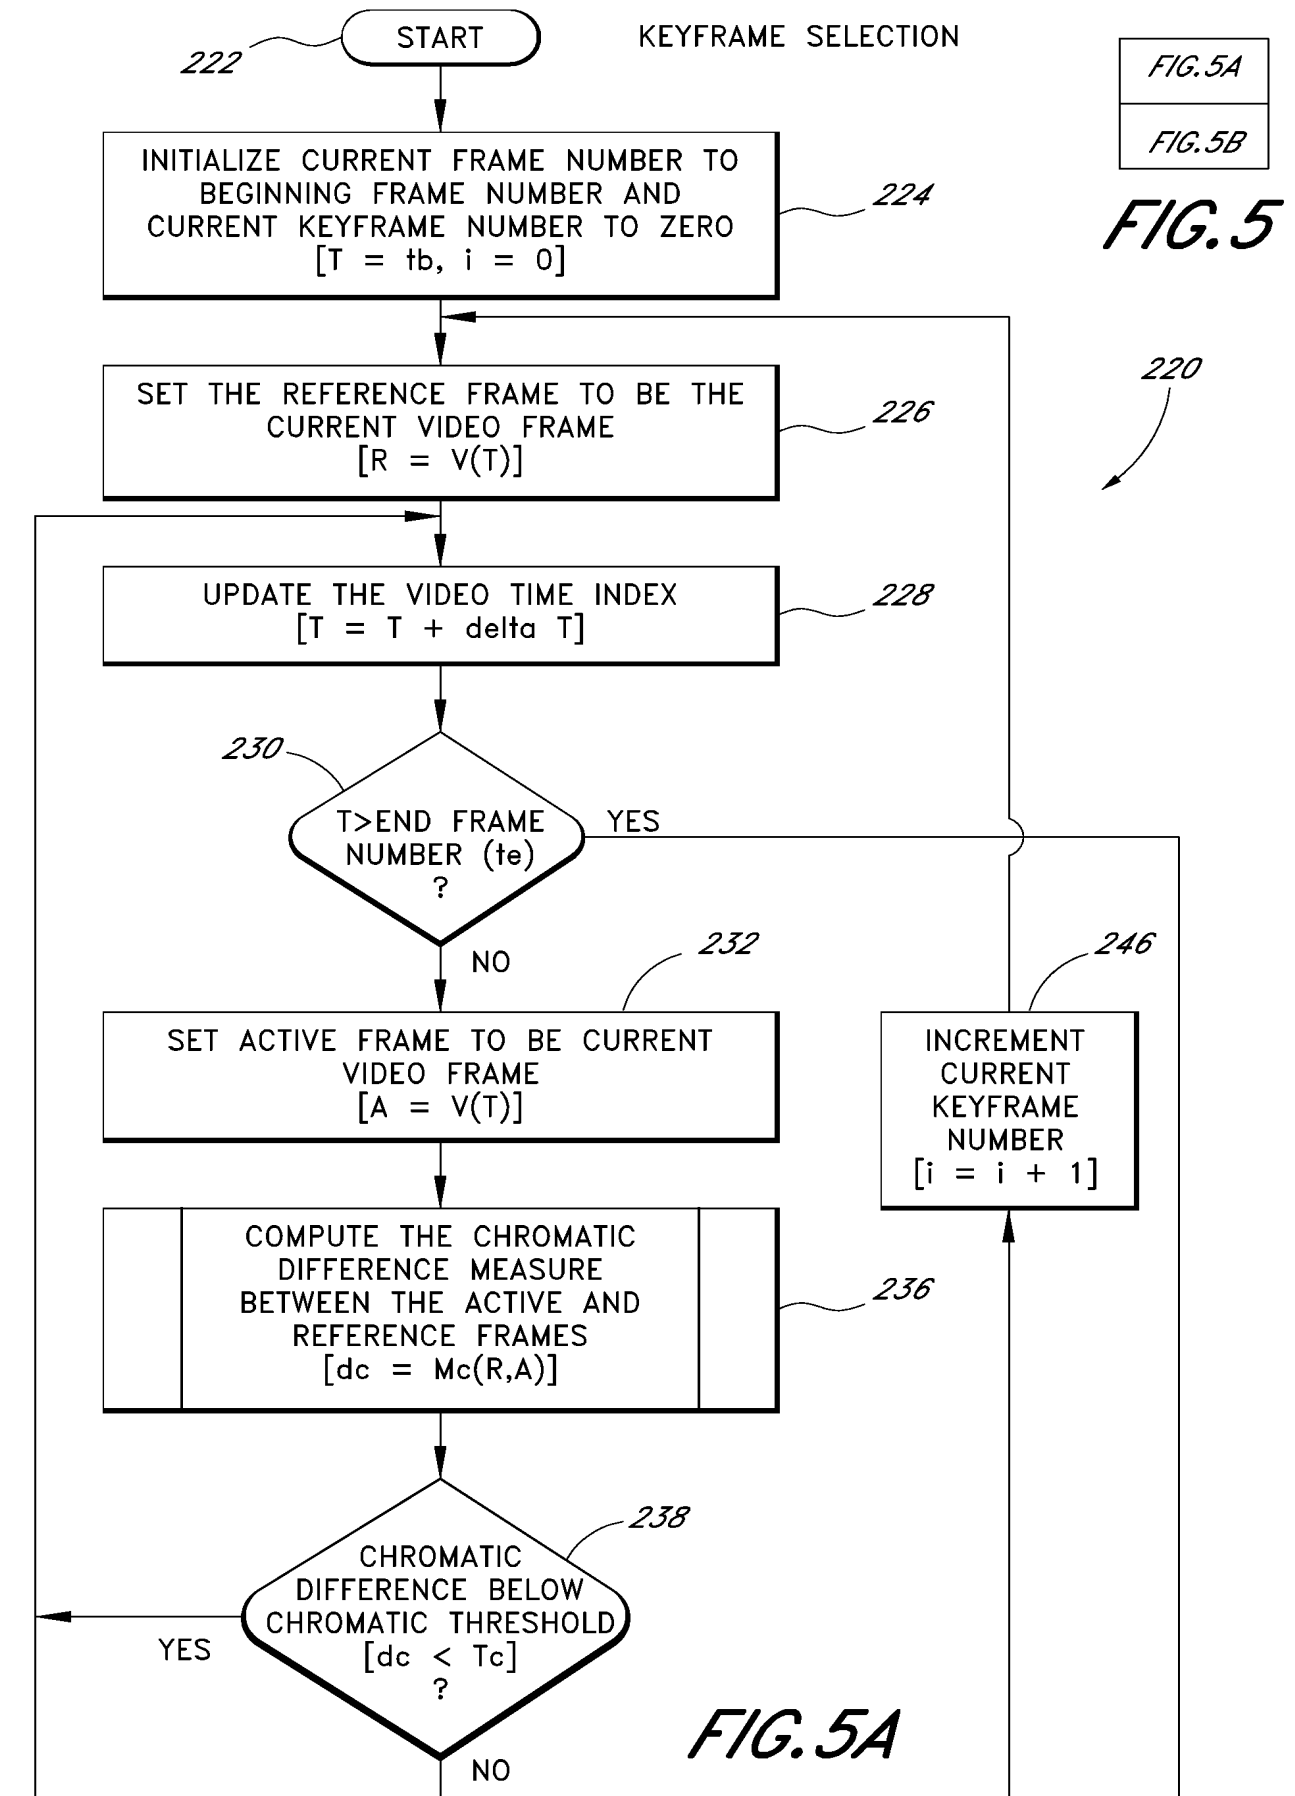 222
START
KEYFRAME SELECTION
FIG.5A
FIG.5B
FIG.5
INITIALIZE CURRENT FRAME NUMBER TO
BEGINNING FRAME NUMBER AND
CURRENT KEYFRAME NUMBER TO ZERO
[T = tb, i = 0]
224
220
SET THE REFERENCE FRAME TO BE THE
CURRENT VIDEO FRAME
[R = V(T)]
226
UPDATE THE VIDEO TIME INDEX
[T = T + delta T]
228
230
T>END FRAME
NUMBER (te)
?
YES
NO
232
SET ACTIVE FRAME TO BE CURRENT
VIDEO FRAME
[A = V(T)]
246
INCREMENT
CURRENT
KEYFRAME
NUMBER
[i = i + 1]
COMPUTE THE CHROMATIC
DIFFERENCE MEASURE
BETWEEN THE ACTIVE AND
REFERENCE FRAMES
[dc = Mc(R,A)]
236
238
CHROMATIC
DIFFERENCE BELOW
CHROMATIC THRESHOLD
[dc < Tc]
?
YES
NO
FIG.5A